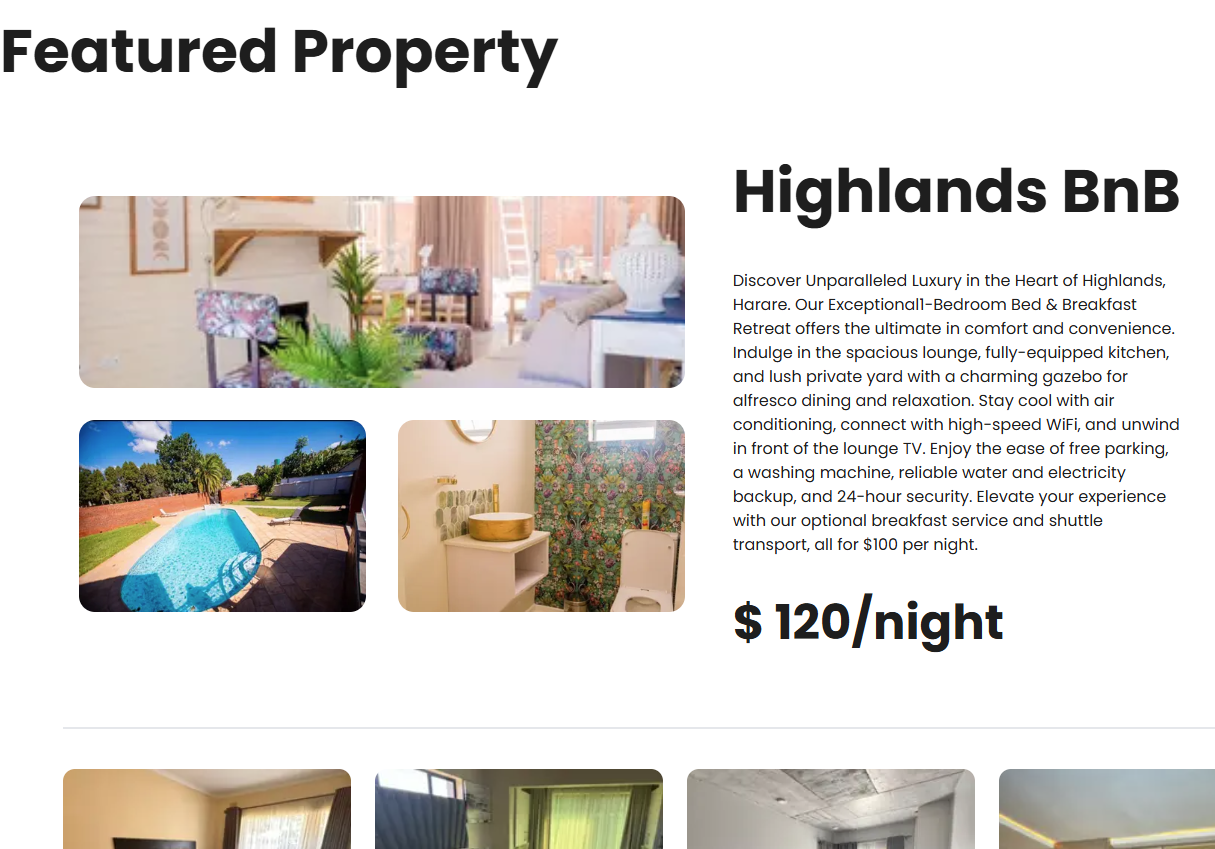 Featured Property
Highlands BnB
Discover Unparalleled Luxury in the Heart of Highlands,
Harare. Our Exceptional1-Bedroom Bed & Breakfast
Retreat offers the ultimate in comfort and convenience.
Indulge in the spacious lounge, fully-equipped kitchen,
and lush private yard with a charming gazebo for
alfresco dining and relaxation. Stay cool with air
conditioning, connect with high-speed WiFi, and unwind
in front of the lounge TV. Enjoy the ease of free parking,
a washing machine, reliable water and electricity
backup, and 24-hour security. Elevate your experience
with our optional breakfast service and shuttle
transport, all for $100 per night.
$ 120/night